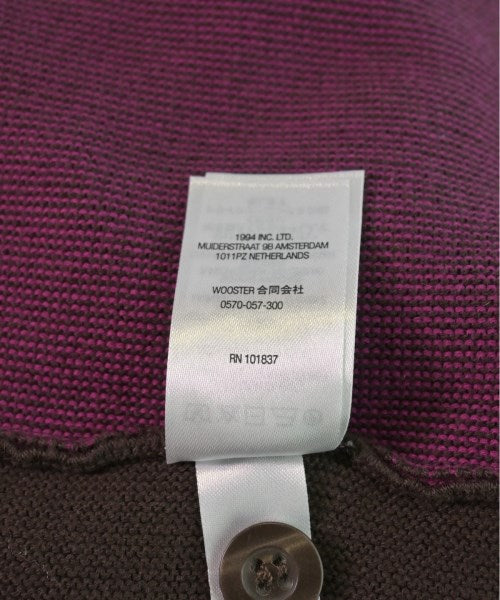 1994 INC. LTD.
MUIDERSTRAAT 9B AMSTERDAM
1011PZ NETHERLANDS
WOOSTER 合同会社
0570-057-300
RN 101837